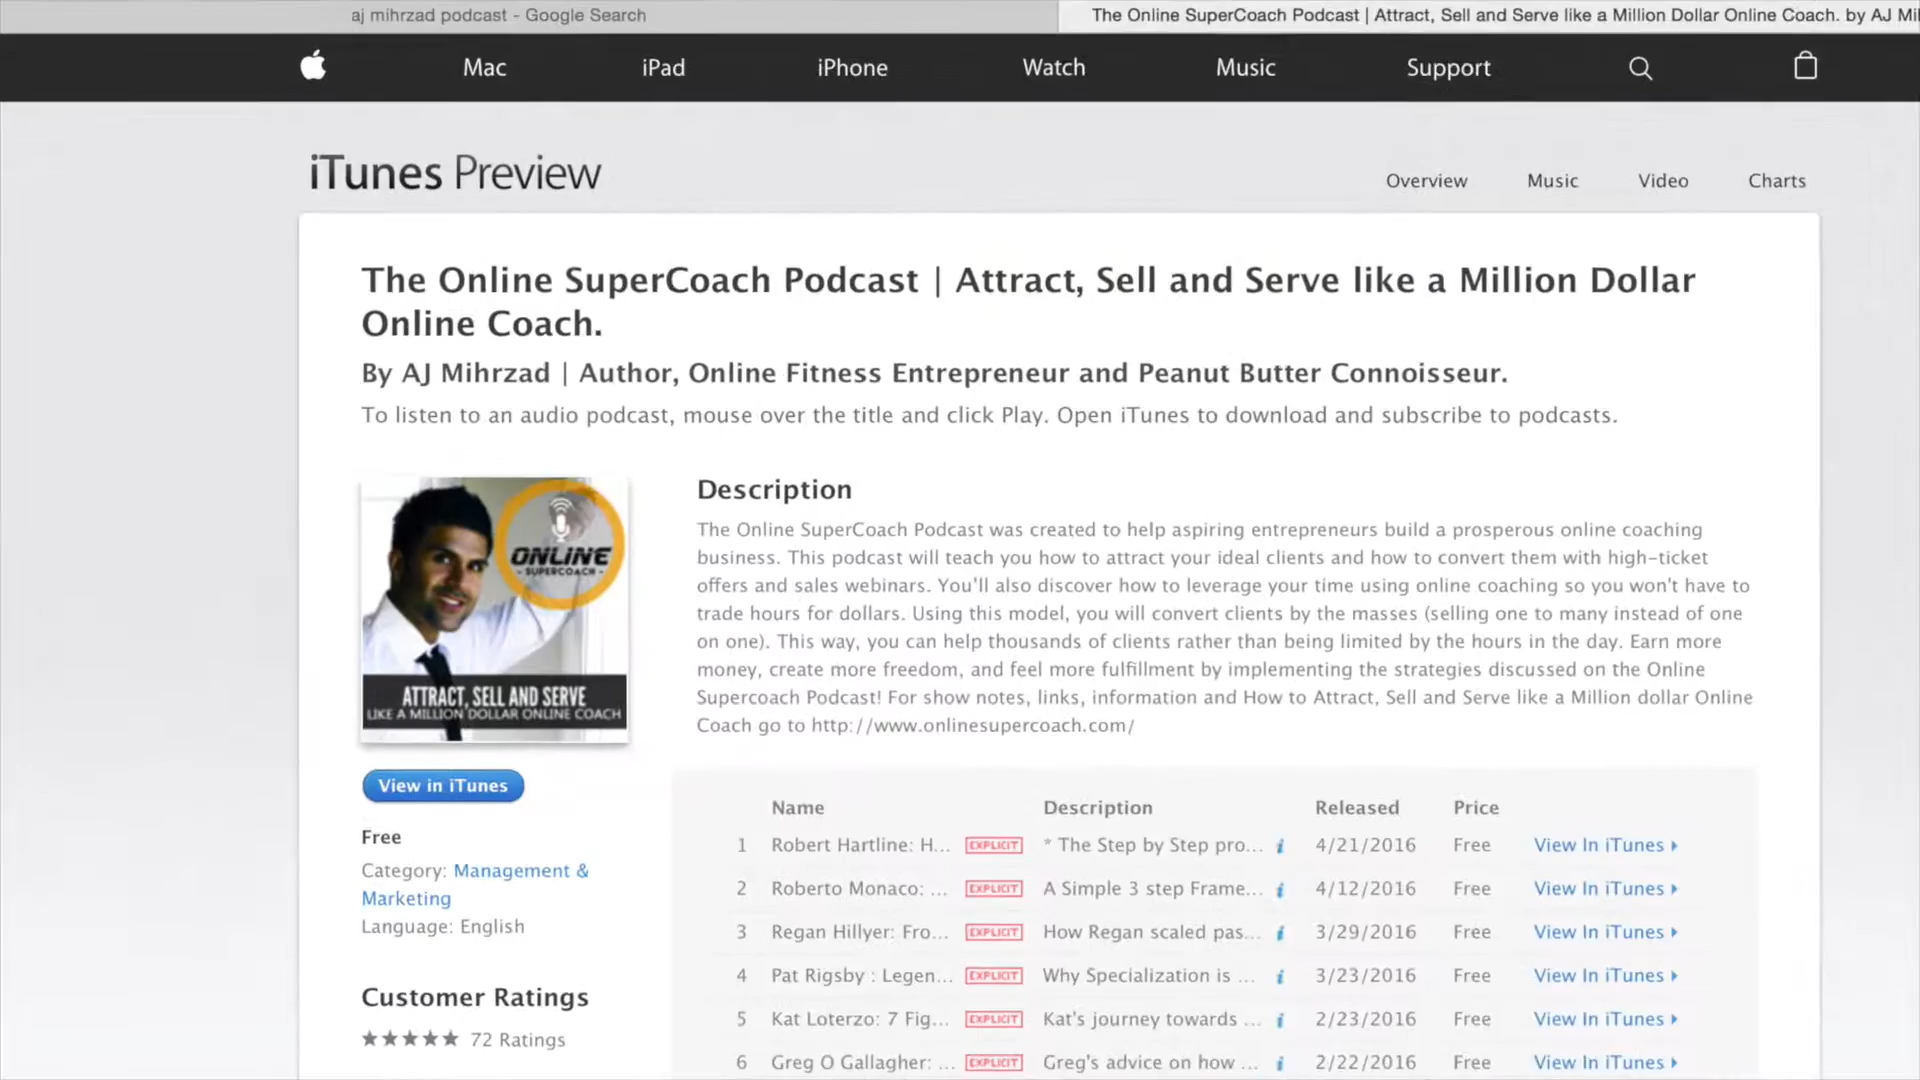 aj mihrzad podcast - Google Search
The Online SuperCoach Podcast | Attract, Sell and Serve like a Million Dollar Online Coach. by AJ
Mac iPad iPhone Watch Music Support
iTunes Preview
Overview Music Video Charts
The Online SuperCoach Podcast | Attract, Sell and Serve like a Million Dollar
Online Coach.
By AJ Mihrzad | Author, Online Fitness Entrepreneur and Peanut Butter Connoisseur.
To listen to an audio podcast, mouse over the title and click Play. Open iTunes to download and subscribe to podcasts.
ONLINE
- SUPERCOACH -
ATTRACT, SELL AND SERVE
LIKE A MILLION DOLLAR ONLINE COACH
View in iTunes
Free
Category: Management &
Marketing
Language: English
Customer Ratings
★★★★★ 72 Ratings
Description
The Online SuperCoach Podcast was created to help aspiring entrepreneurs build a prosperous online coaching
business. This podcast will teach you how to attract your ideal clients and how to convert them with high-ticket
offers and sales webinars. You'll also discover how to leverage your time using online coaching so you won't have to
trade hours for dollars. Using this model, you will convert clients by the masses (selling one to many instead of one
on one). This way, you can help thousands of clients rather than being limited by the hours in the day. Earn more
money, create more freedom, and feel more fulfillment by implementing the strategies discussed on the Online
Supercoach Podcast! For show notes, links, information and How to Attract, Sell and Serve like a Million dollar Online
Coach go to http://www.onlinesupercoach.com/
Name Description Released Price
1 Robert Hartline: H... EXPLICIT * The Step by Step pro... i 4/21/2016 Free View In iTunes
2 Roberto Monaco: ... EXPLICIT A Simple 3 step Frame... i 4/12/2016 Free View In iTunes
3 Regan Hillyer: Fro... EXPLICIT How Regan scaled pas... i 3/29/2016 Free View In iTunes
4 Pat Rigsby : Legen... EXPLICIT Why Specialization is ... i 3/23/2016 Free View In iTunes
5 Kat Loterzo: 7 Fig... EXPLICIT Kat's journey towards ... i 2/23/2016 Free View In iTunes
6 Greg O Gallagher: ... EXPLICIT Greg's advice on how ... i 2/22/2016 Free View In iTunes